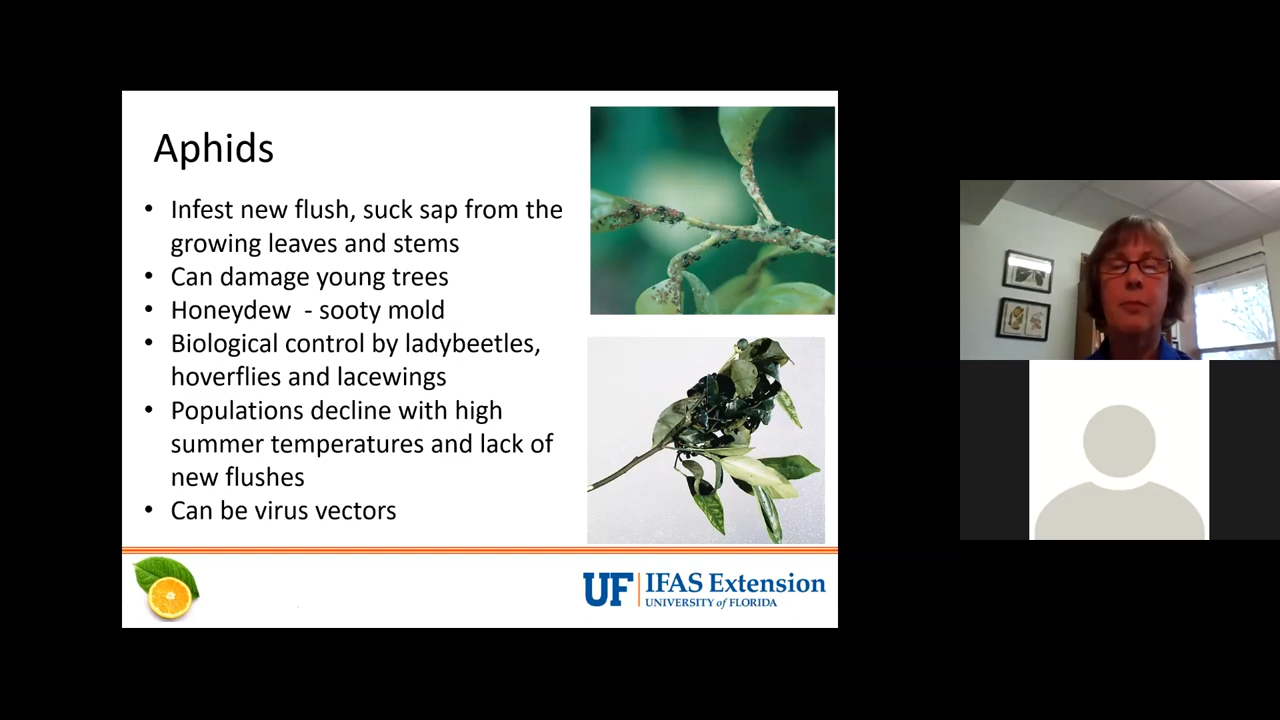 Aphids
• Infest new flush, suck sap from the
growing leaves and stems
• Can damage young trees
• Honeydew - sooty mold
• Biological control by ladybeetles,
hoverflies and lacewings
• Populations decline with high
summer temperatures and lack of
new flushes
• Can be virus vectors
UF IFAS Extension
UNIVERSITY of FLORIDA